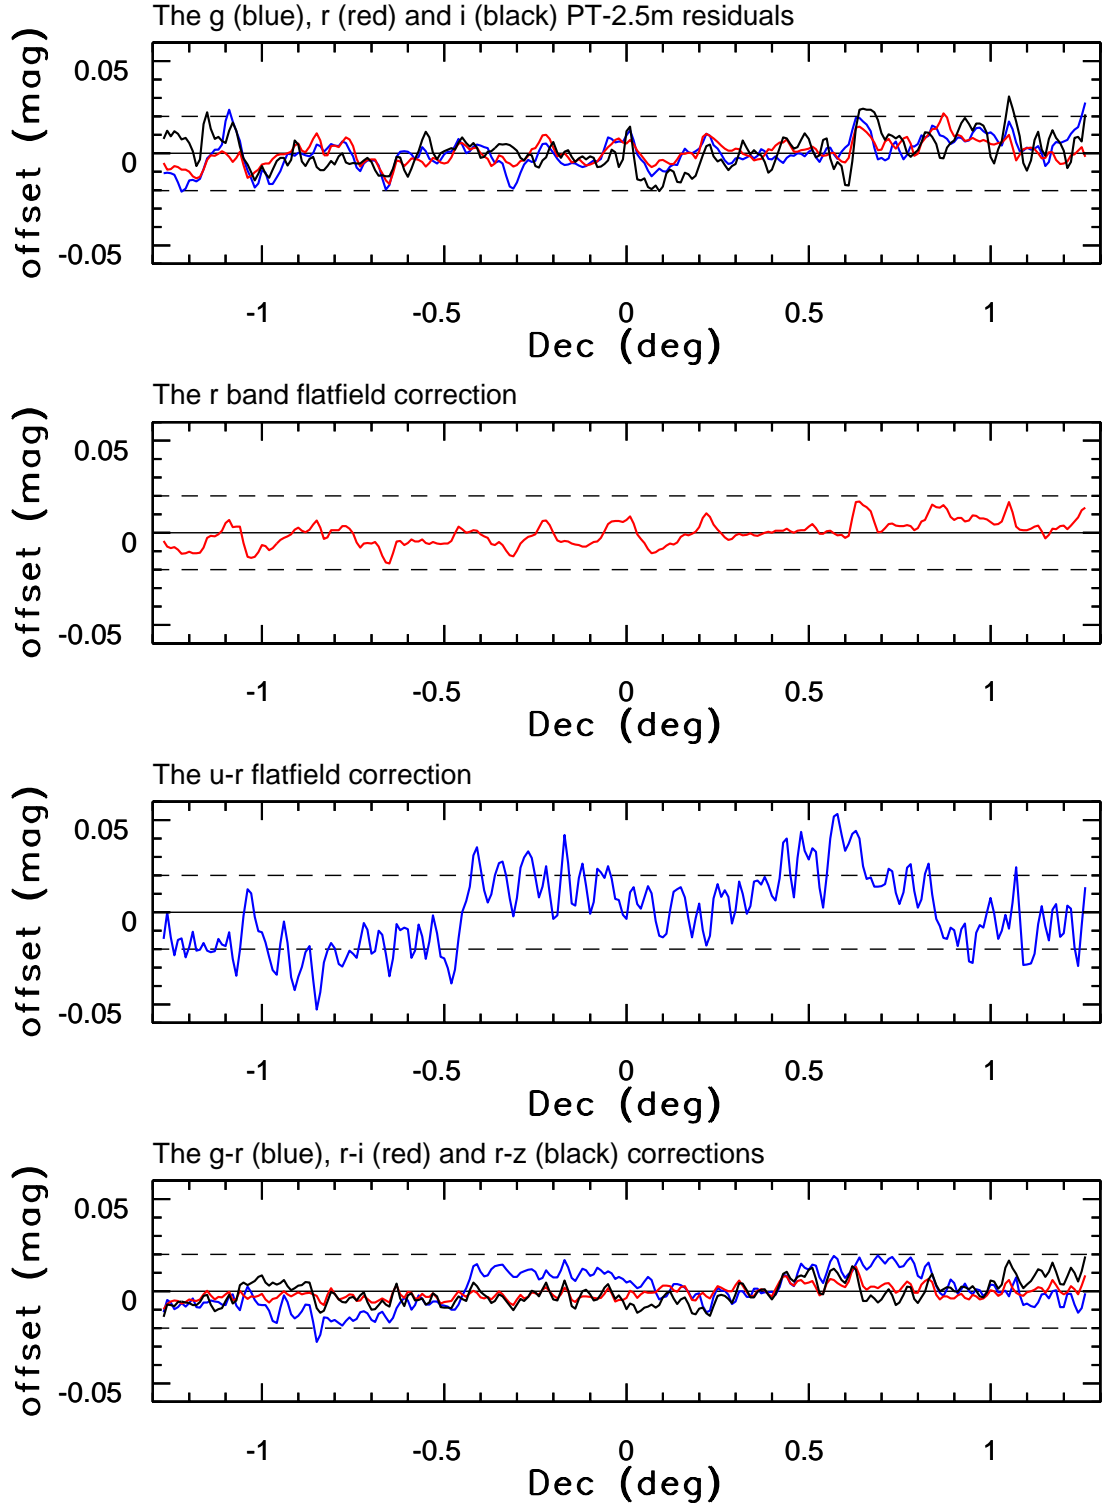 The g (blue), r (red) and i (black) PT-2.5m residuals
0.05
0
-0.05
offset (mag)
-1 -0.5 0 0.5 1
Dec (deg)
The r band flatfield correction
0.05
0
-0.05
offset (mag)
-1 -0.5 0 0.5 1
Dec (deg)
The u-r flatfield correction
0.05
0
-0.05
offset (mag)
-1 -0.5 0 0.5 1
Dec (deg)
The g-r (blue), r-i (red) and r-z (black) corrections
0.05
0
-0.05
offset (mag)
-1 -0.5 0 0.5 1
Dec (deg)